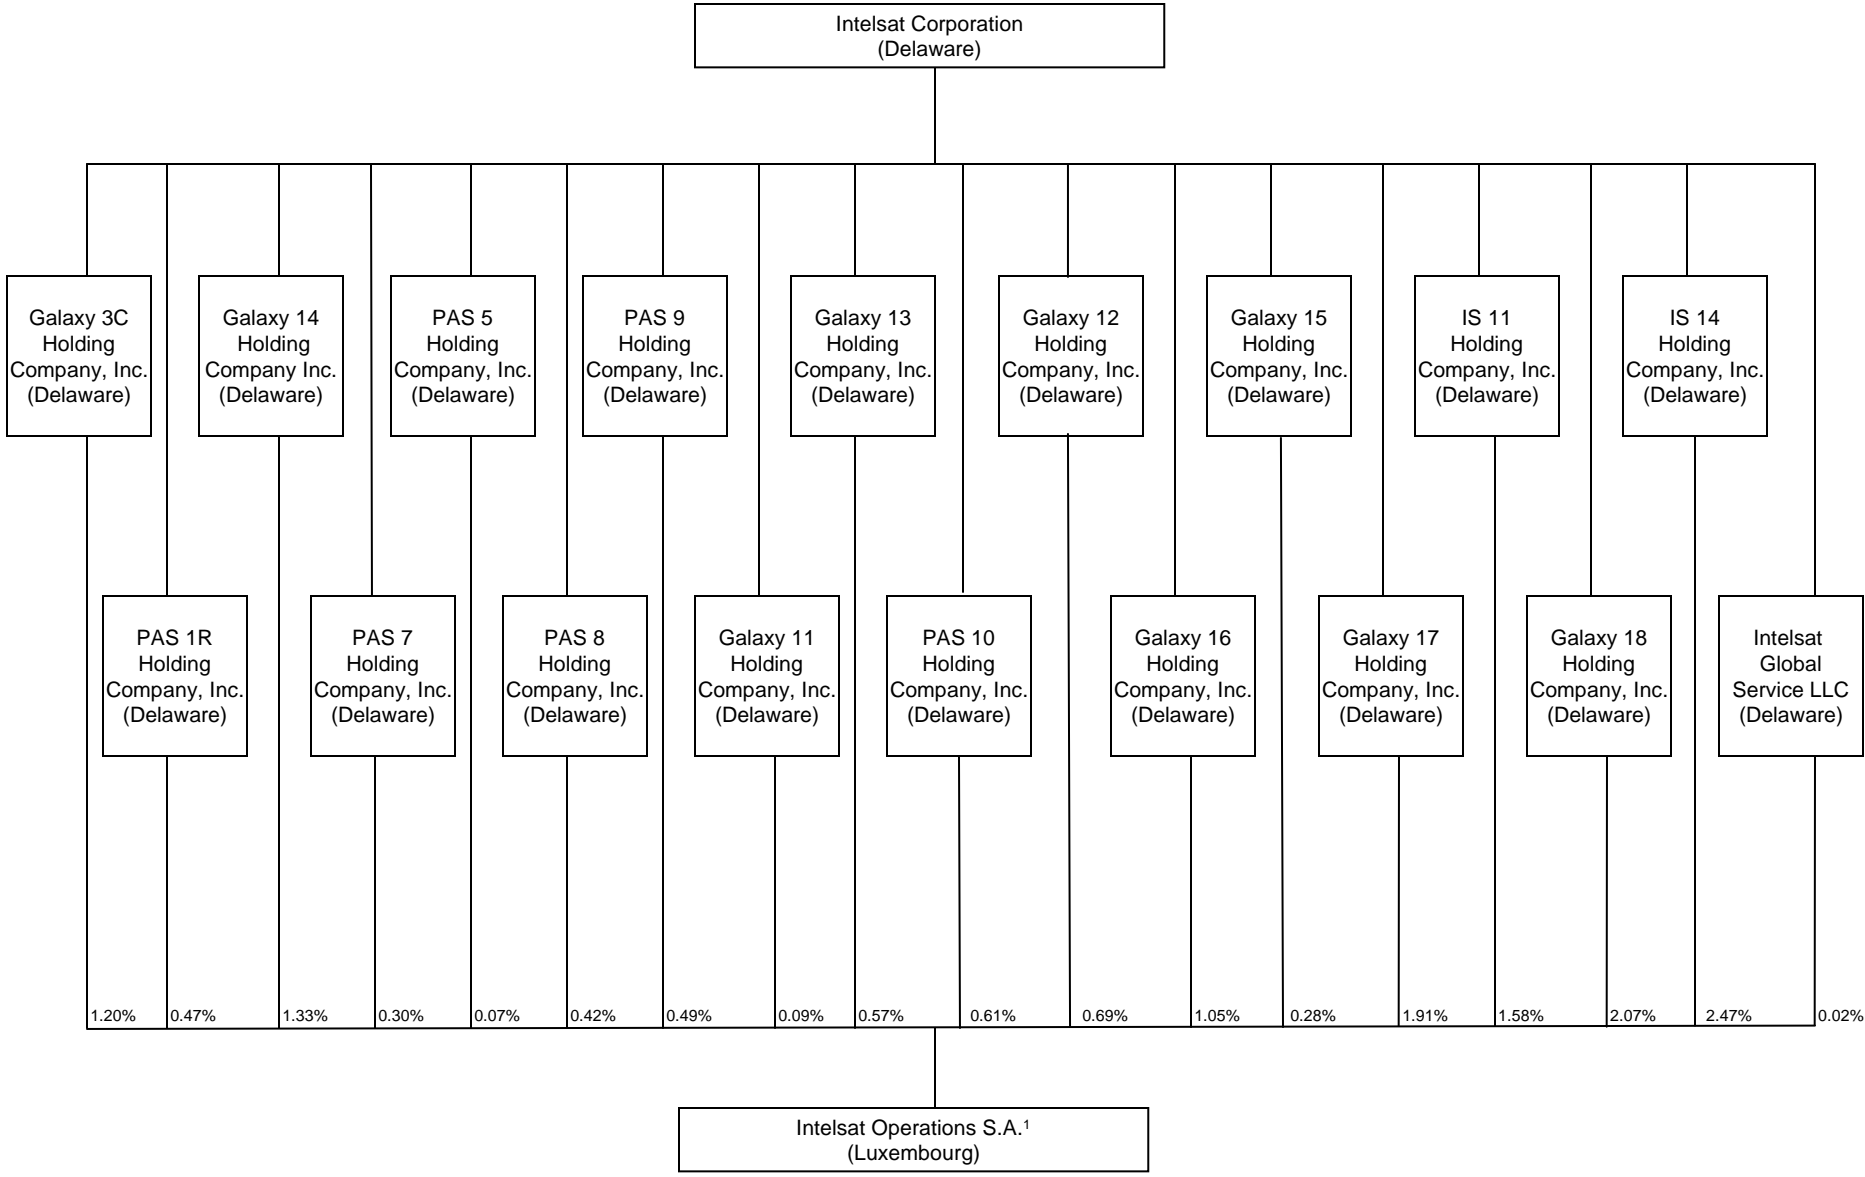 Intelsat Corporation
(Delaware)
Galaxy 3C
Holding
Company, Inc.
(Delaware)
Galaxy 14
Holding
Company Inc.
(Delaware)
PAS 5
Holding
Company, Inc.
(Delaware)
PAS 9
Holding
Company, Inc.
(Delaware)
Galaxy 13
Holding
Company, Inc.
(Delaware)
Galaxy 12
Holding
Company, Inc.
(Delaware)
Galaxy 15
Holding
Company, Inc.
(Delaware)
IS 11
Holding
Company, Inc.
(Delaware)
IS 14
Holding
Company, Inc.
(Delaware)
PAS 1R
Holding
Company, Inc.
(Delaware)
PAS 7
Holding
Company, Inc.
(Delaware)
PAS 8
Holding
Company, Inc.
(Delaware)
Galaxy 11
Holding
Company, Inc.
(Delaware)
PAS 10
Holding
Company, Inc.
(Delaware)
Galaxy 16
Holding
Company, Inc.
(Delaware)
Galaxy 17
Holding
Company, Inc.
(Delaware)
Galaxy 18
Holding
Company, Inc.
(Delaware)
Intelsat
Global
Service LLC
(Delaware)
1.20%
0.47%
1.33%
0.30%
0.07%
0.42%
0.49%
0.09%
0.57%
0.61%
0.69%
1.05%
0.28%
1.91%
1.58%
2.07%
2.47%
0.02%
Intelsat Operations S.A.¹
(Luxembourg)